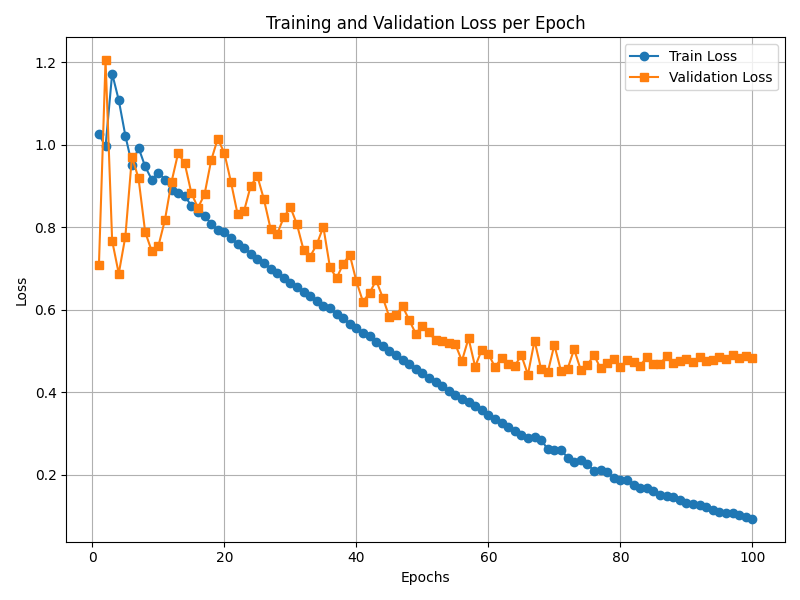 Training and Validation Loss per Epoch
Train Loss
Validation Loss
1.2
1.0
0.8
0.6
0.4
0.2
Loss
0 20 40 60 80 100
Epochs